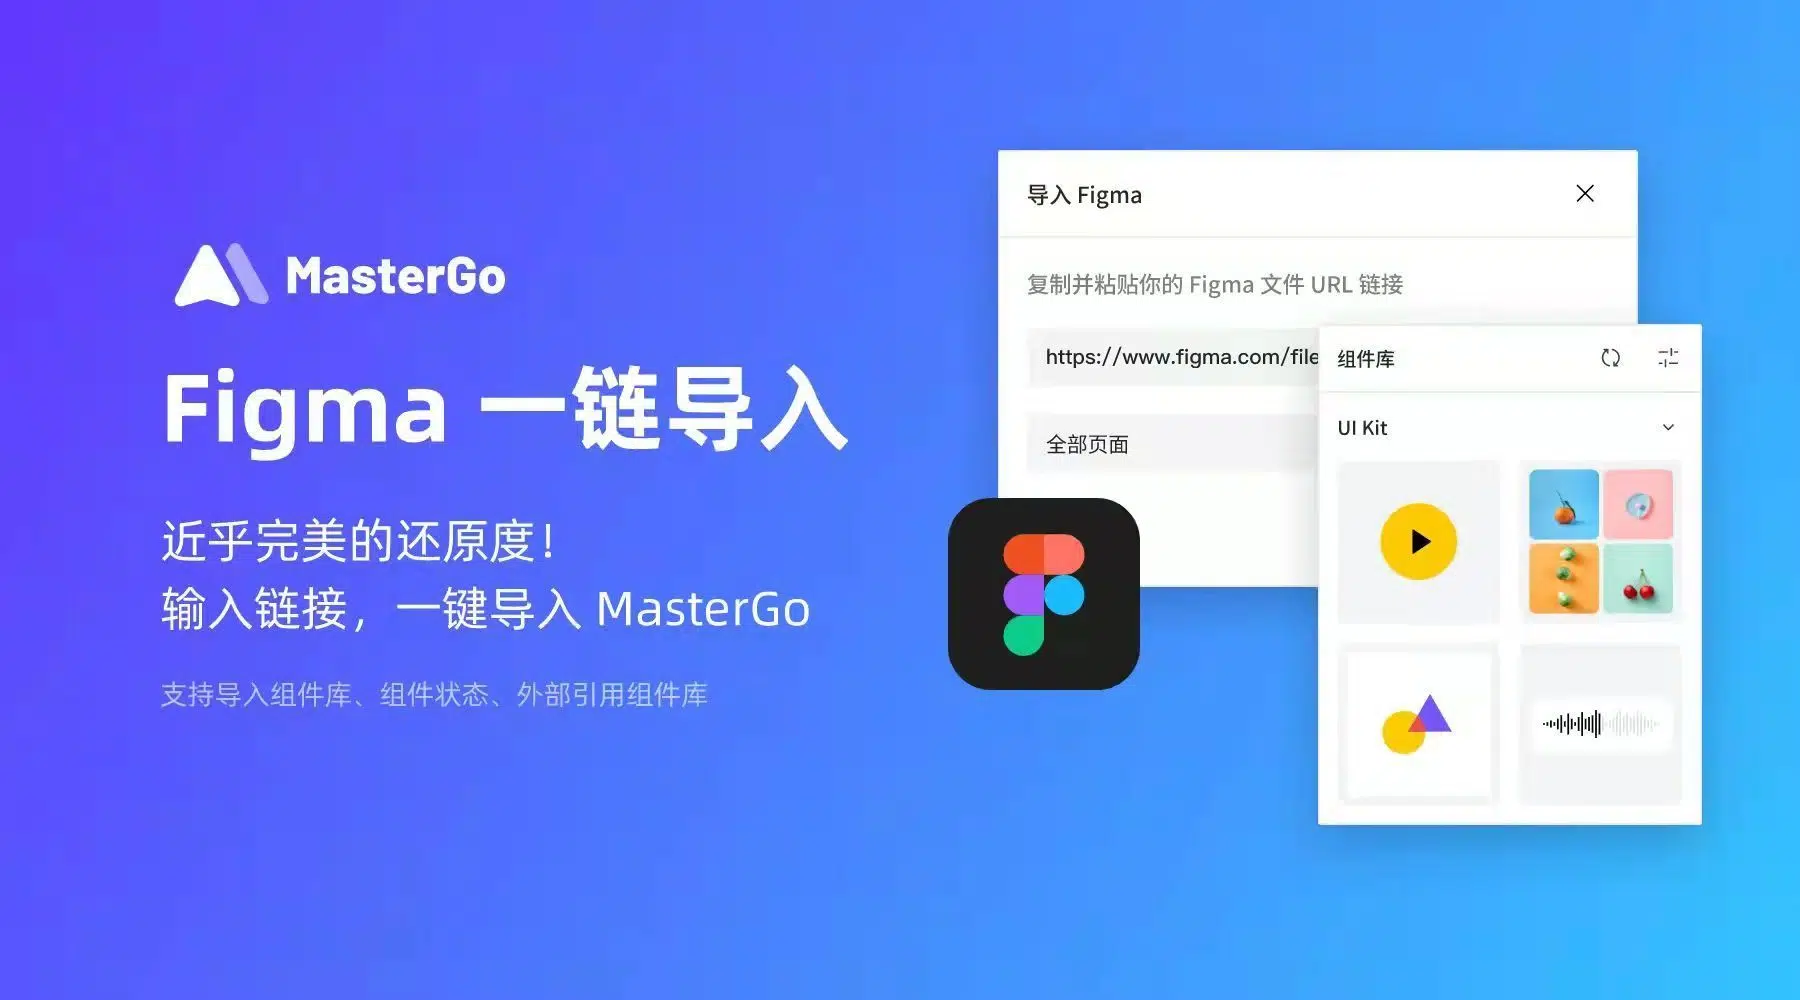 MasterGo
Figma 一链导入
近乎完美的还原度！
输入链接，一键导入 MasterGo
支持导入组件库、组件状态、外部引用组件库
导入 Figma
复制并粘贴你的 Figma 文件 URL 链接
https://www.figma.com/file
全部页面
组件库
UI Kit